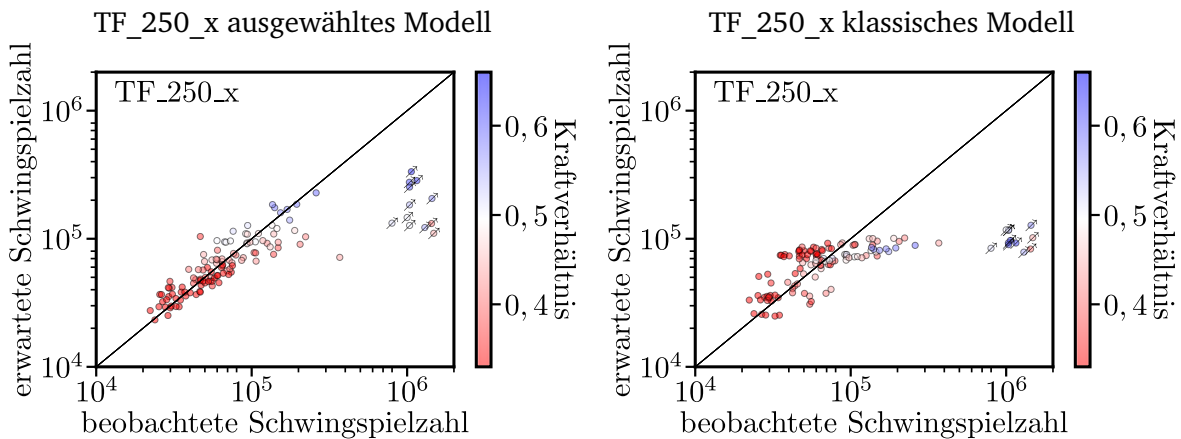 TF_250_x ausgewähltes Modell
erwartete Schwingspielzahl
10^6
10^5
10^4
TF_250_x
10^4
10^5
10^6
beobachtete Schwingspielzahl
0,6
0,5
0,4
Kraftverhältnis
TF_250_x klassisches Modell
erwartete Schwingspielzahl
10^6
10^5
10^4
TF_250_x
10^4
10^5
10^6
beobachtete Schwingspielzahl
0,6
0,5
0,4
Kraftverhältnis